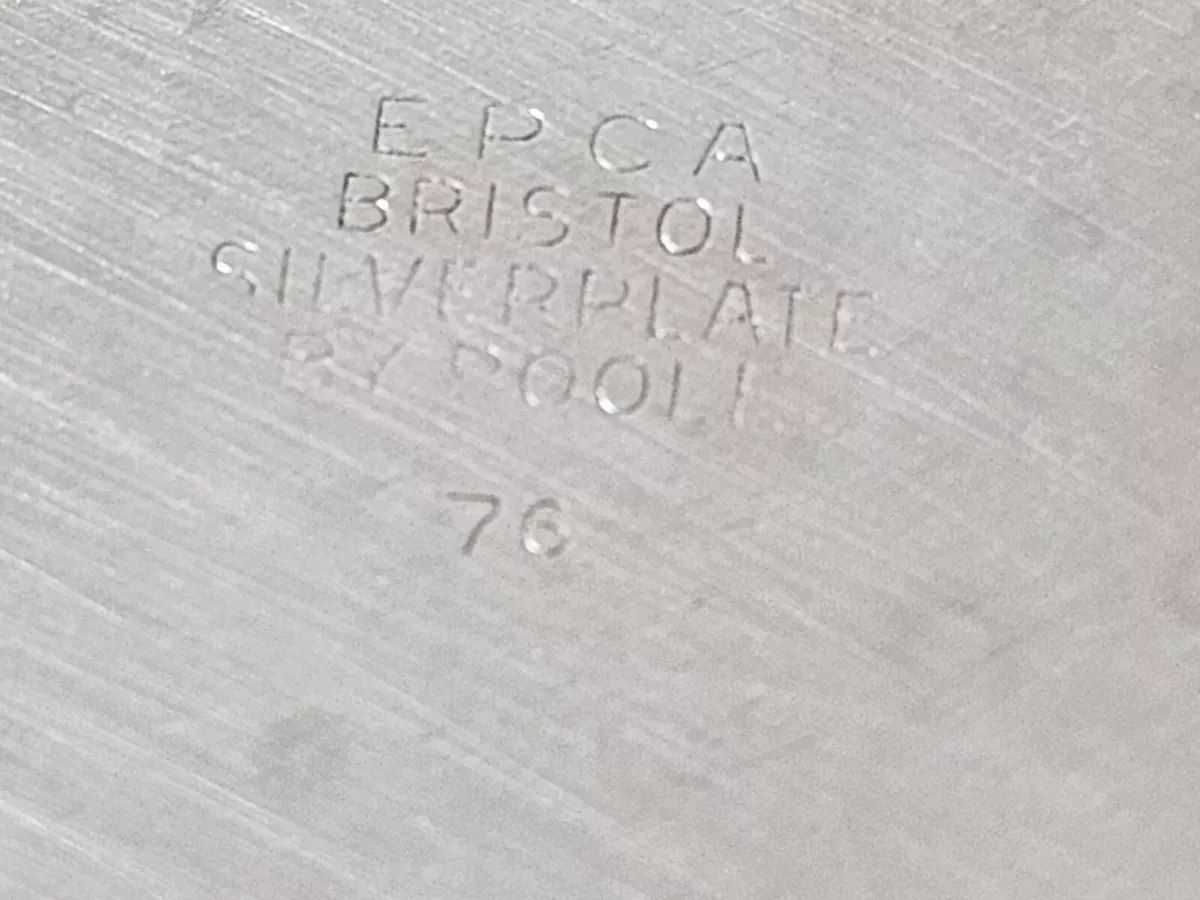 EPCA
BRISTOL
SILVERPLATE
BY POOLE
76